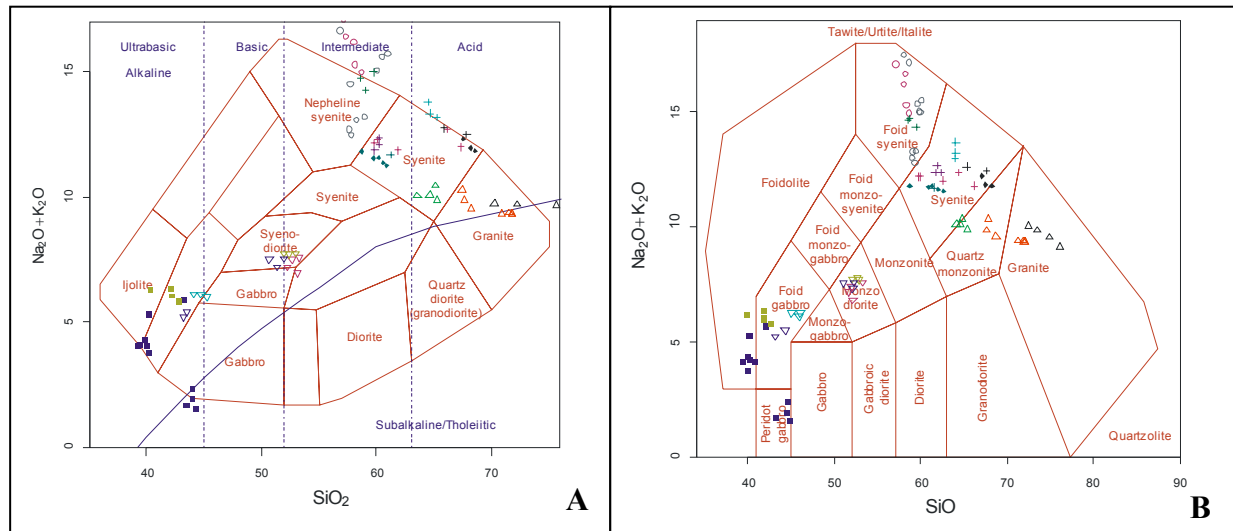 Ultrabasic
Basic
Intermediate
Acid
Alkaline
Nepheline
syenite
Syenite
Syenite
Syeno-
diorite
Granite
Ijolite
Gabbro
Quartz
diorite
(granodiorite)
Diorite
Gabbro
Subalkaline/Tholeiitic
Na₂O+K₂O
0
5
10
15
40
50
60
70
SiO₂
A
Tawite/Urtite/Italite
Foid
syenite
Foidolite
Foid
monzo-
syenite
Syenite
Foid
monzo-
gabbro
Monzonite
Quartz
monzonite
Granite
Foid
gabbro
Monzo-
diorite
Monzo-
gabbro
Peridot
gabbro
Gabbro
Gabbroic
diorite
Diorite
Granodiorite
Quartzolite
Na₂O+K₂O
0
5
10
15
40
50
60
70
80
90
SiO
B